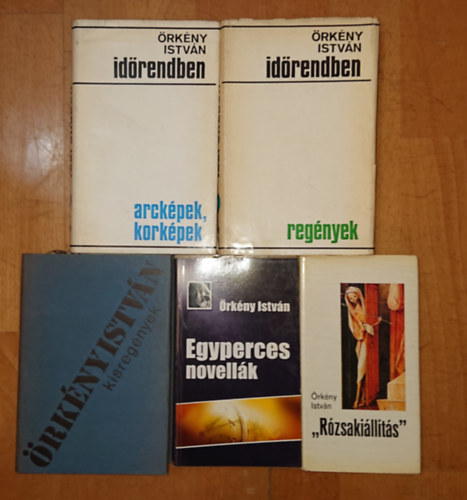 ÖRKÉNY
ISTVÁN
időrendben
arcképek,
korképek
ÖRKÉNY
ISTVÁN
időrendben
regények
ÖRKÉNY ISTVÁN
kisregények
Örkény István
Egyperces
novellák
Örkény
István
„Rózsakiállítás”